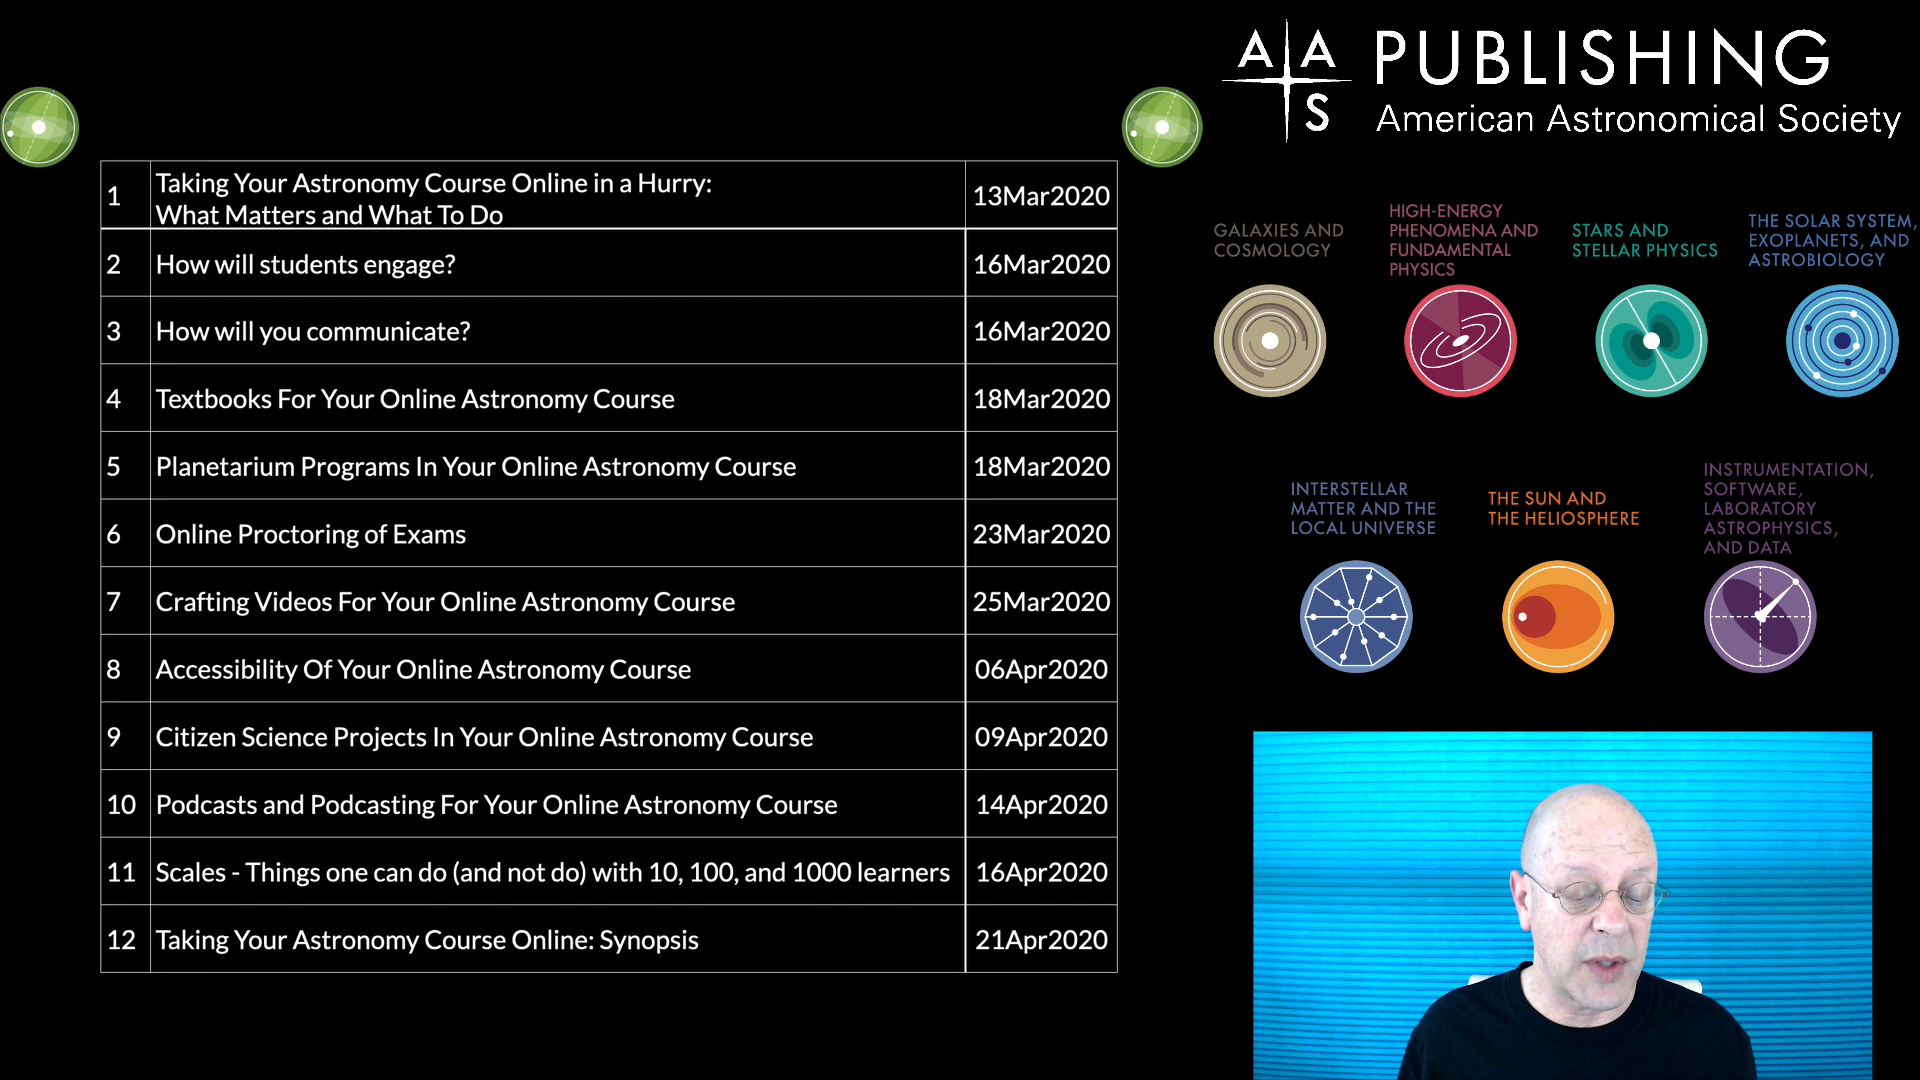 A A
S
PUBLISHING
American Astronomical Society
1 Taking Your Astronomy Course Online in a Hurry:
What Matters and What To Do 13Mar2020
2 How will students engage? 16Mar2020
3 How will you communicate? 16Mar2020
4 Textbooks For Your Online Astronomy Course 18Mar2020
5 Planetarium Programs In Your Online Astronomy Course 18Mar2020
6 Online Proctoring of Exams 23Mar2020
7 Crafting Videos For Your Online Astronomy Course 25Mar2020
8 Accessibility Of Your Online Astronomy Course 06Apr2020
9 Citizen Science Projects In Your Online Astronomy Course 09Apr2020
10 Podcasts and Podcasting For Your Online Astronomy Course 14Apr2020
11 Scales - Things one can do (and not do) with 10, 100, and 1000 learners 16Apr2020
12 Taking Your Astronomy Course Online: Synopsis 21Apr2020
GALAXIES AND
COSMOLOGY
HIGH-ENERGY
PHENOMENA AND
FUNDAMENTAL
PHYSICS
STARS AND
STELLAR PHYSICS
THE SOLAR SYSTEM,
EXOPLANETS, AND
ASTROBIOLOGY
INTERSTELLAR
MATTER AND THE
LOCAL UNIVERSE
THE SUN AND
THE HELIOSPHERE
INSTRUMENTATION,
SOFTWARE,
LABORATORY
ASTROPHYSICS,
AND DATA